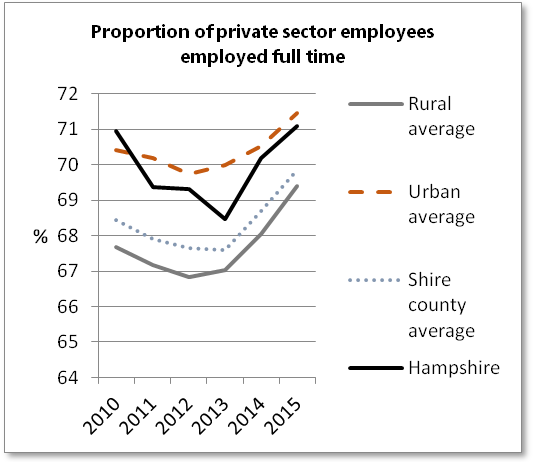 Proportion of private sector employees
employed full time
72
71
70
69
68
67
66
65
64
%
2010
2011
2012
2013
2014
2015
Rural
average
Urban
average
Shire
county
average
Hampshire